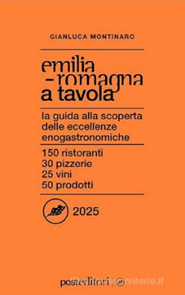 GIANLUCA MONTINARO
emilia
-romagna
a tavola
la guida alla scoperta
delle eccellenze
enogastronomiche
150 ristoranti
30 pizzerie
25 vini
50 prodotti
2025